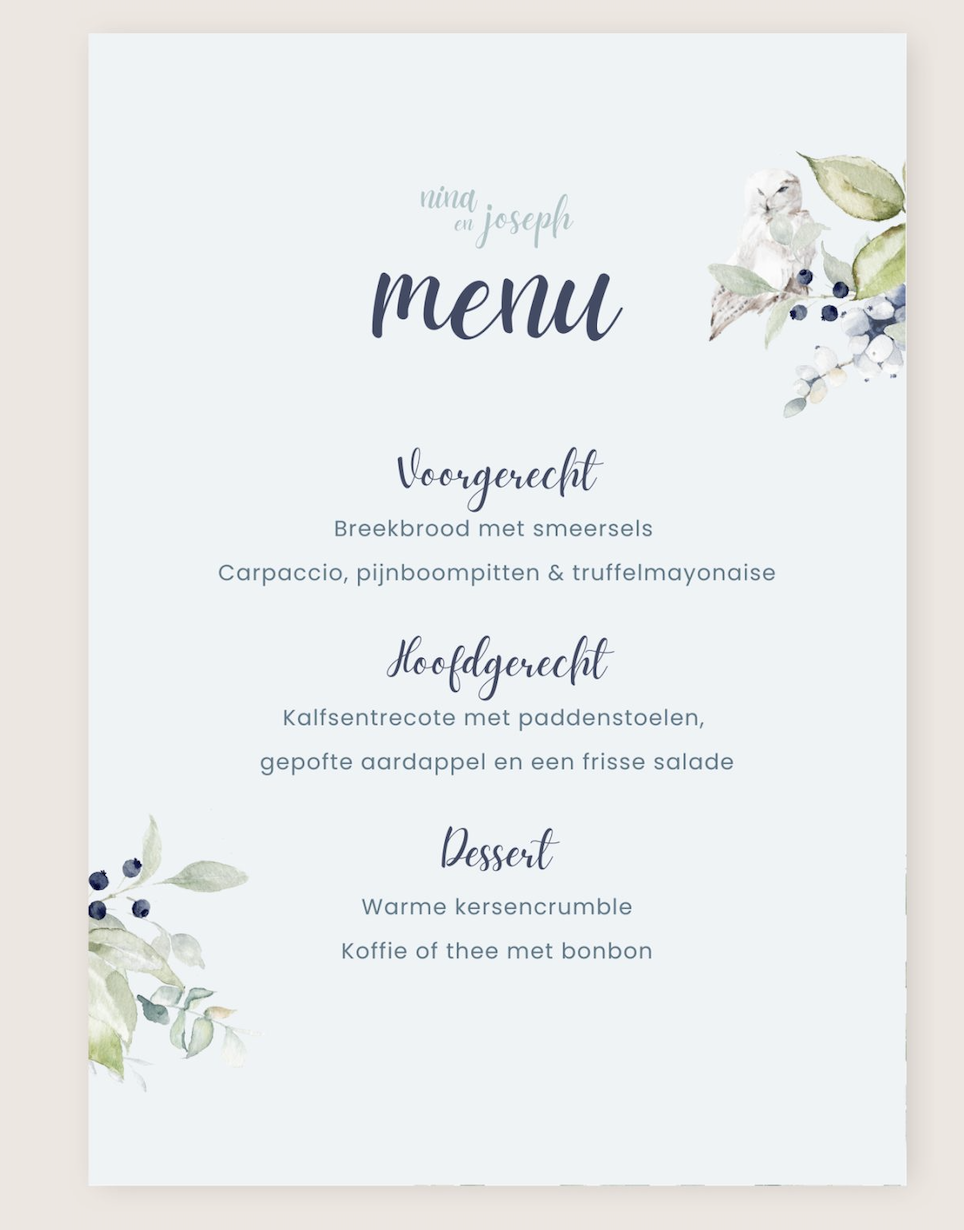 nina
en joseph
menu
Voorgerecht
Breekbrood met smeersels
Carpaccio, pijnboompitten & truffelmayonaise
Hoofdgerecht
Kalfsentrecote met paddenstoelen,
gepofte aardappel en een frisse salade
Dessert
Warme kersencrumble
Koffie of thee met bonbon